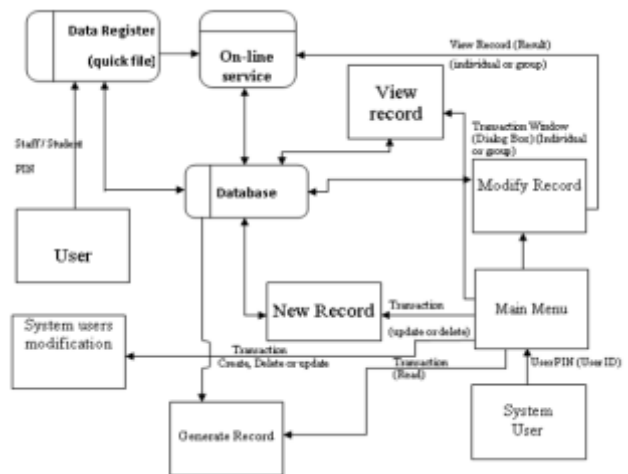 Data Register
(quick file)
On-line
service
View Record (Result)
(individual or group)
View
record
Transaction Window
(Dialog Box) (Individual
or group)
Staff / Student
PIN
Database
Modify Record
User
New Record
Transaction
(update or delete)
Main Menu
System users
modification
Transaction
Create, Delete or update
Transaction
(Read)
User PIN (User ID)
Generate Record
System
User